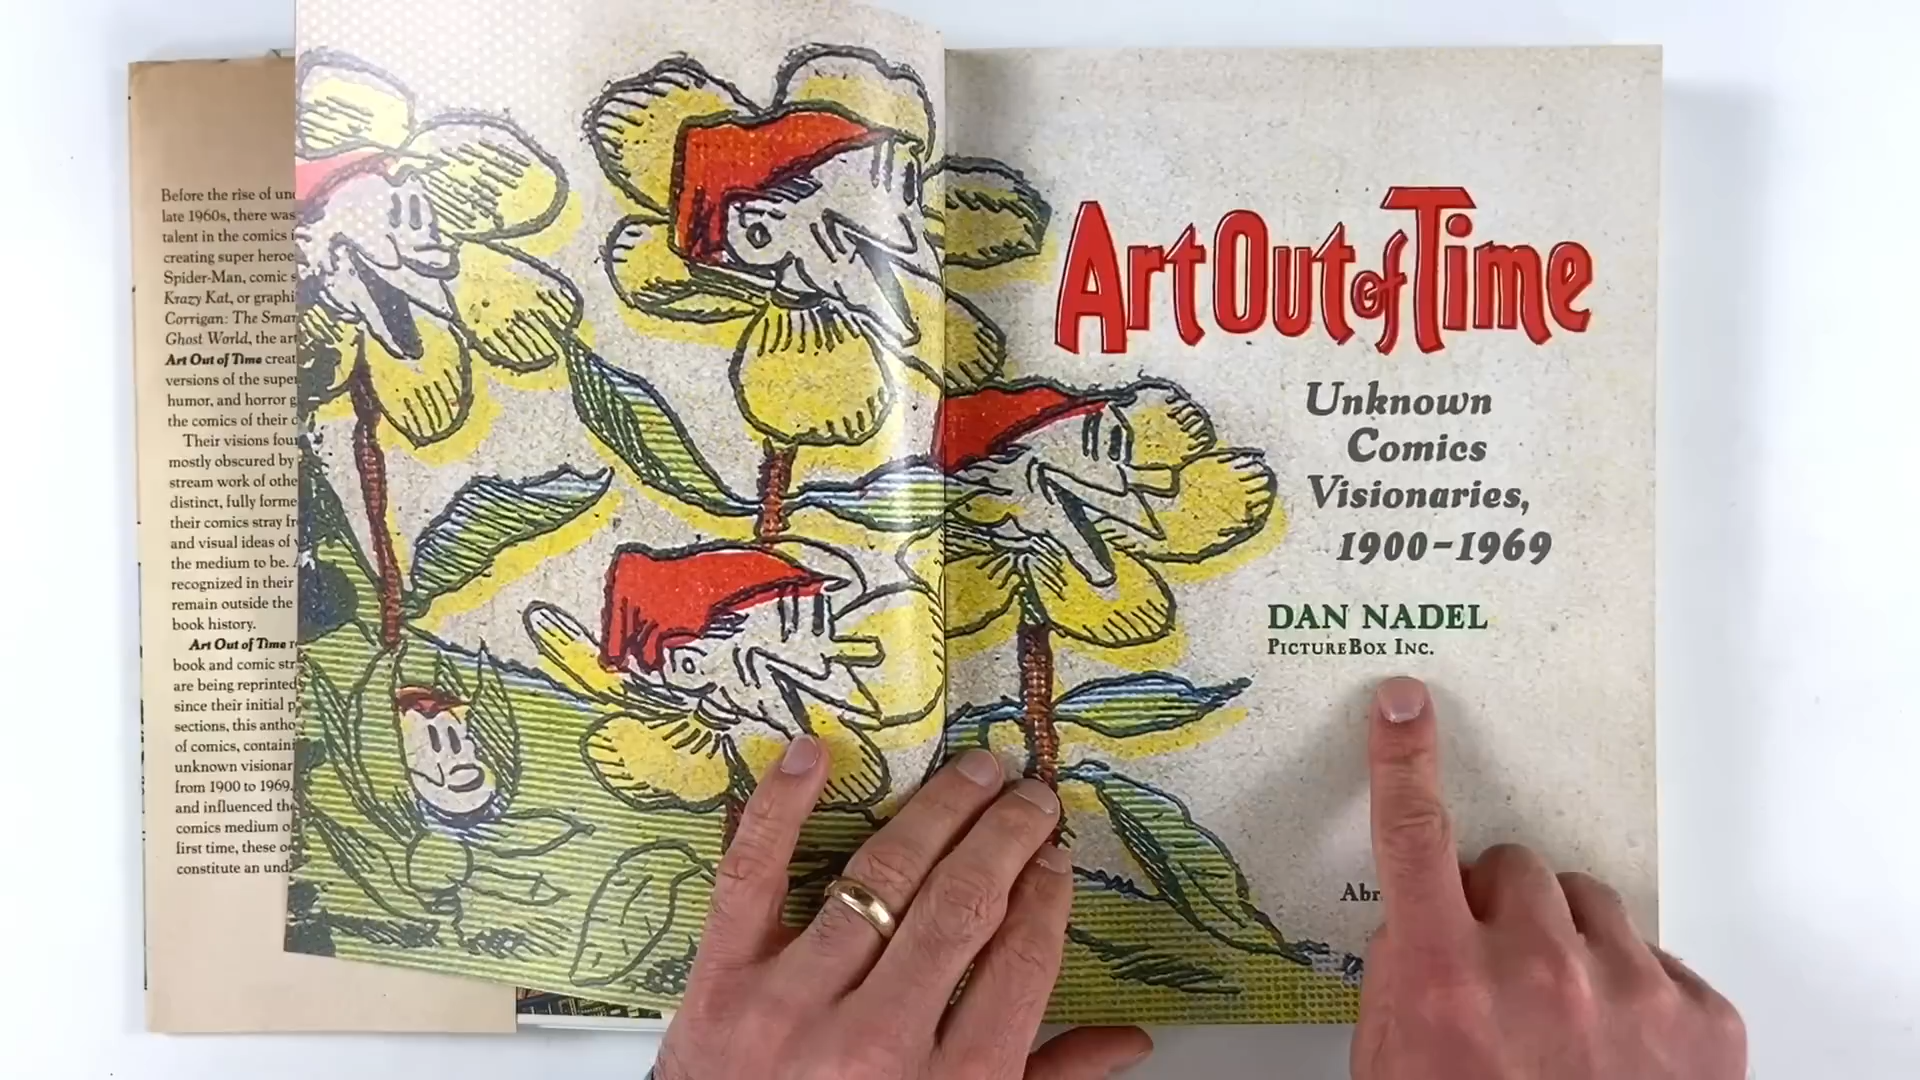 Before the rise of
late 1960s, there was
talent in the comics
creating super heroe
Spider-Man, comic s
Krazy Kat, or graphi
Corrigan: The Smar
Ghost World, the art
Art Out of Time creat
versions of the super
humor, and horror g
the comics of their
Their visions foun
mostly obscured by
stream work of othe
distinct, fully forme
their comics stray fr
and visual ideas of
the medium to be.
recognized in their
remain outside the
book history.
Art Out of Time
book and comic str
are being reprinted
since their initial p
sections, this antho
of comics, containi
unknown visionar
from 1900 to 1969.
and influenced the
comics medium
first time, these
constitute an und
Art Out of Time
Unknown
Comics
Visionaries,
1900-1969
DAN NADEL
PictureBox Inc.
Abr